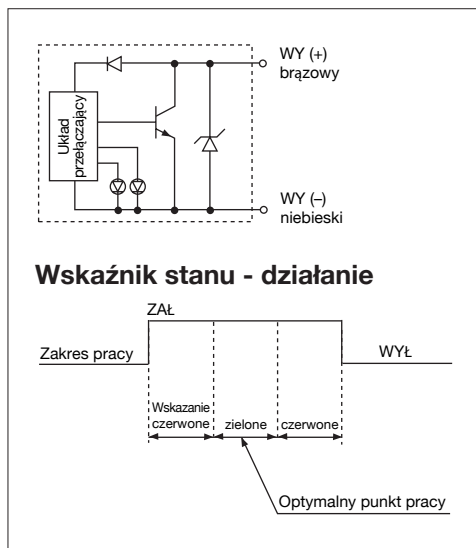 WY (+)
brązowy
Układ
przełączający
WY (–)
niebieski
Wskaźnik stanu - działanie
ZAŁ
Zakres pracy
WYŁ
Wskazanie
czerwone
zielone
czerwone
Optymalny punkt pracy